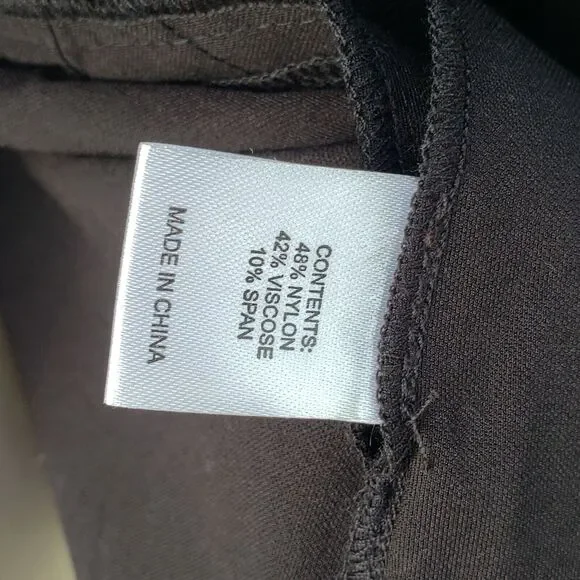 CONTENTS:
48% NYLON
42% VISCOSE
10% SPAN
MADE IN CHINA